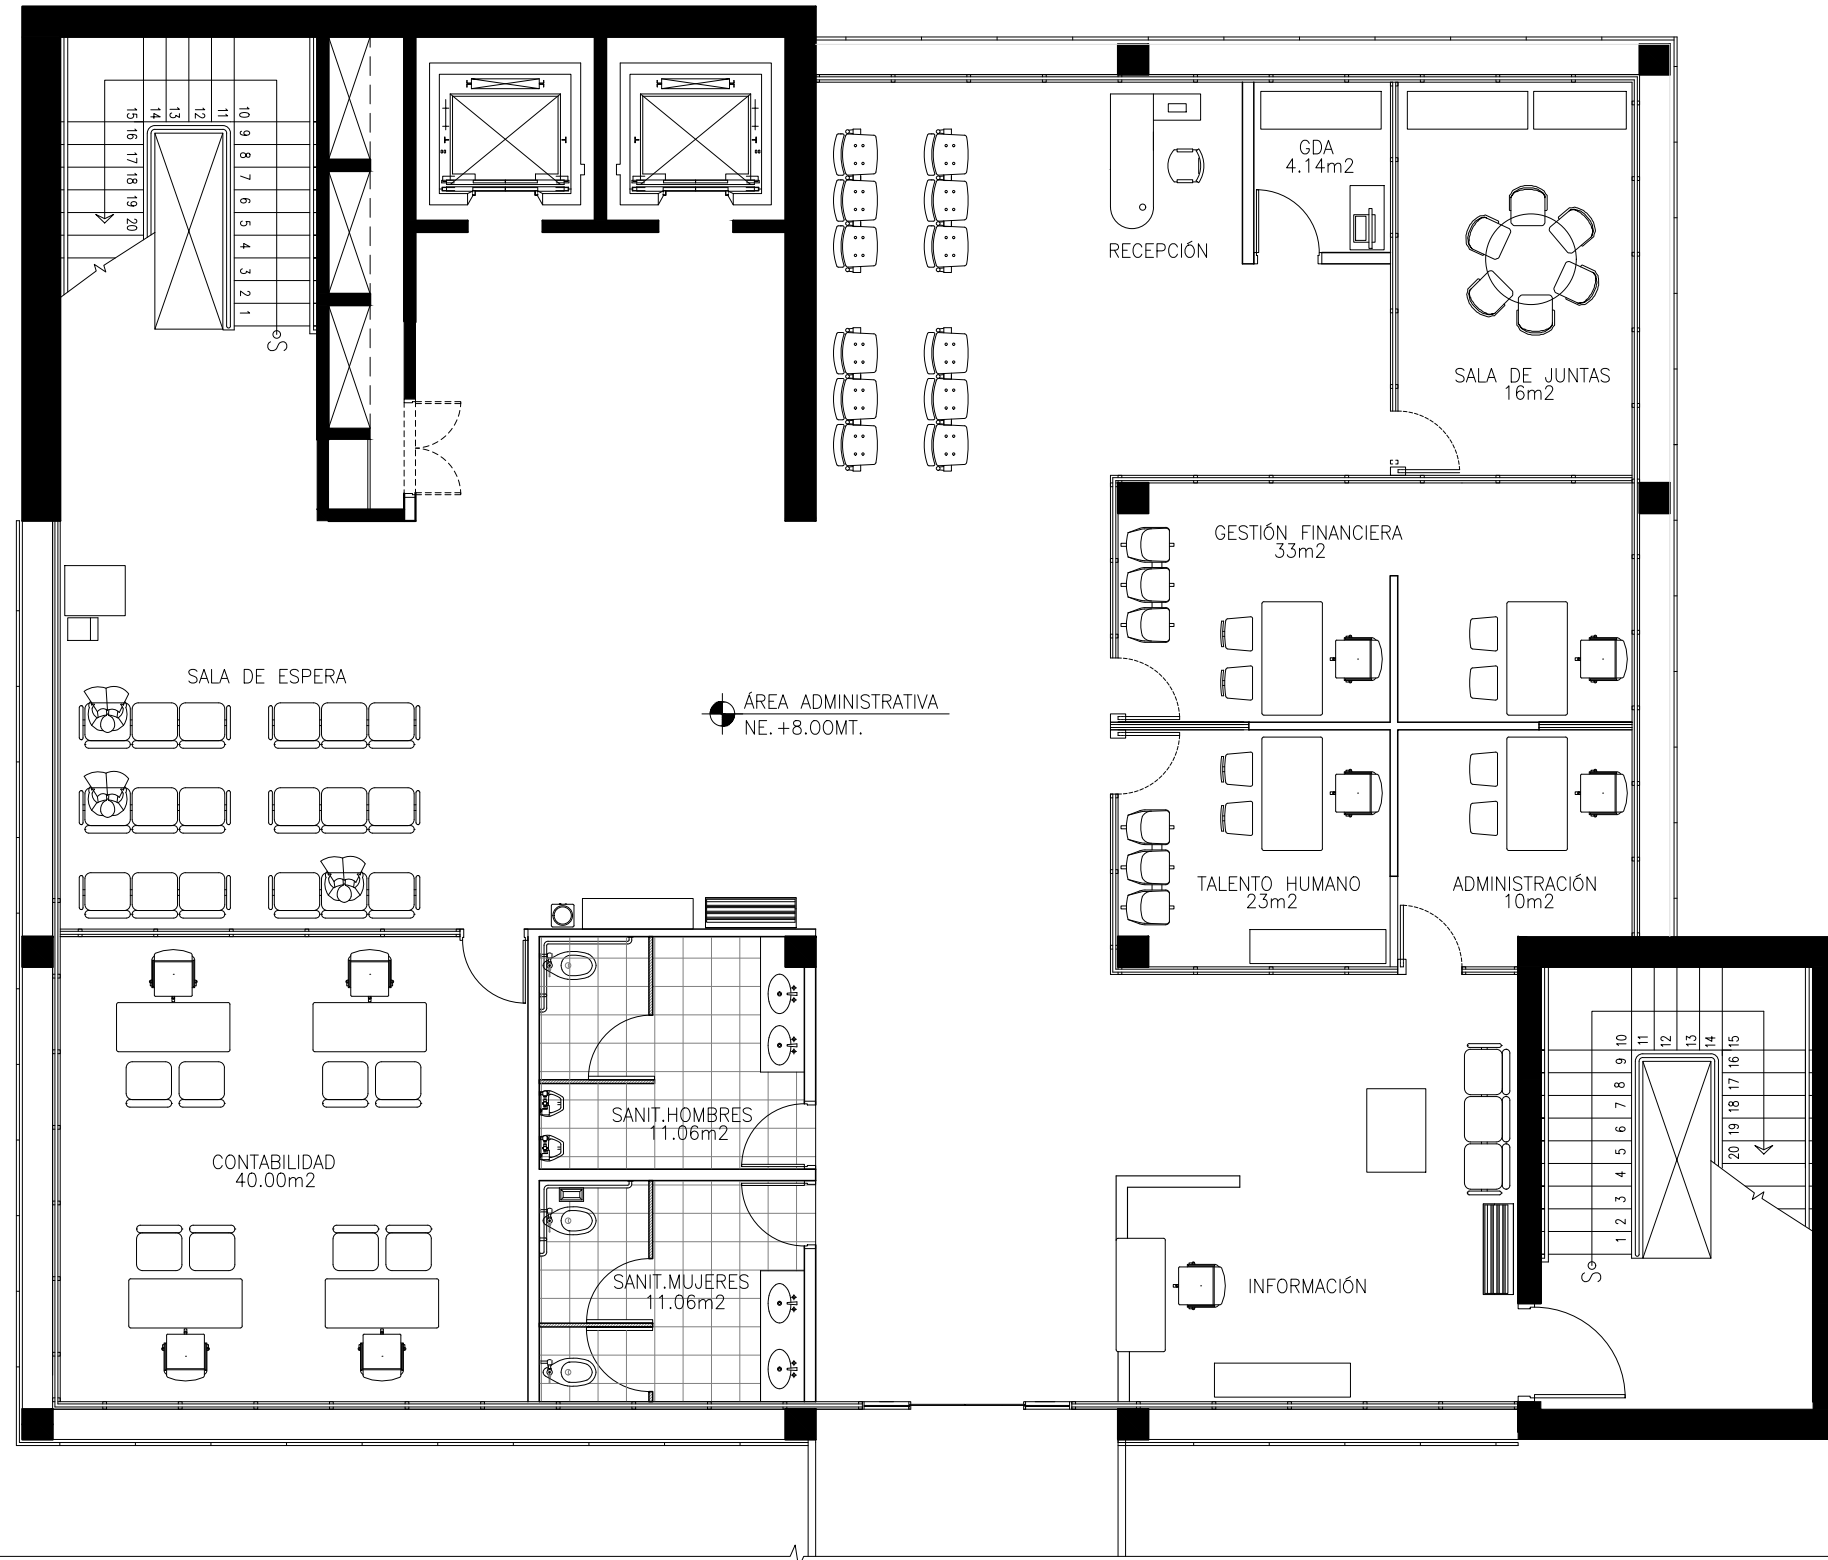 15
14
13
12
11
10
16
9
17
8
18
7
19
6
20
5
4
3
2
1
S
GDA
4.14m2
RECEPCIÓN
SALA DE JUNTAS
16m2
GESTIÓN FINANCIERA
33m2
SALA DE ESPERA
ÁREA ADMINISTRATIVA
NE.+8.00MT.
TALENTO HUMANO
23m2
ADMINISTRACIÓN
10m2
10
11
12
13
14
15
9
16
8
17
7
18
6
19
5
20
4
3
2
1
S
SANIT.HOMBRES
11.06m2
CONTABILIDAD
40.00m2
SANIT.MUJERES
11.06m2
INFORMACIÓN